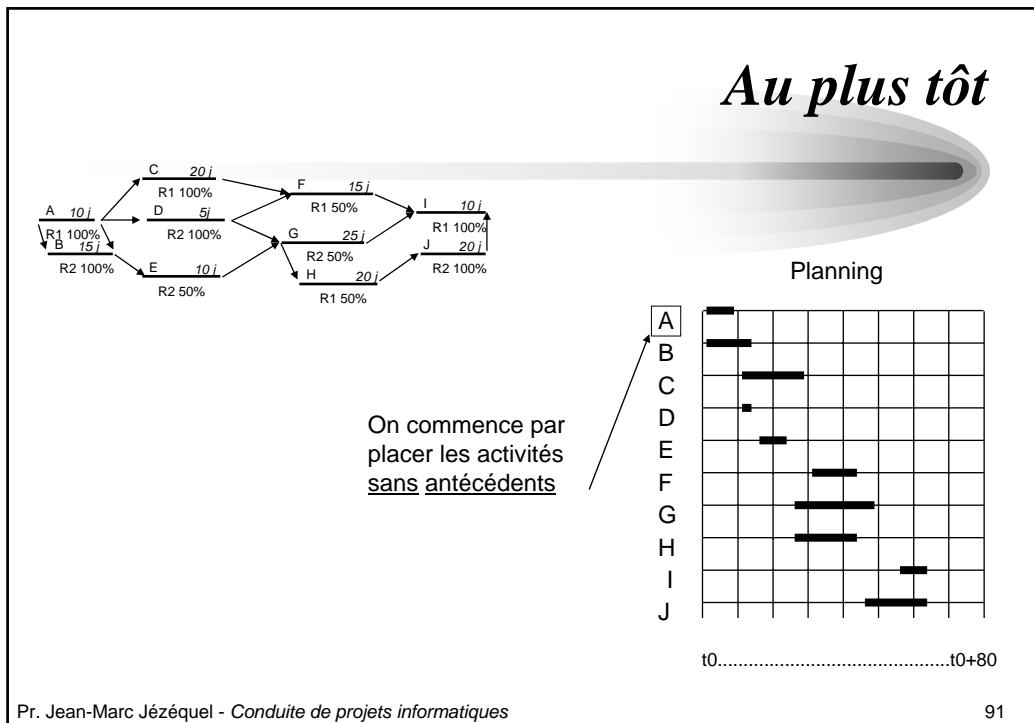 Au plus tôt
C 20 j
R1 100%
F 15 j
R1 50%
A 10 j
R1 100%
D 5j
R2 100%
I 10 j
R1 100%
B 15 j
R2 100%
G 25 j
R2 50%
J 20 j
R2 100%
E 10 j
R2 50%
H 20 j
R1 50%
Planning
A
B
C
D
E
F
G
H
I
J
On commence par
placer les activités
sans antécédents
t0.............................................t0+80
Pr. Jean-Marc Jézéquel - Conduite de projets informatiques 91